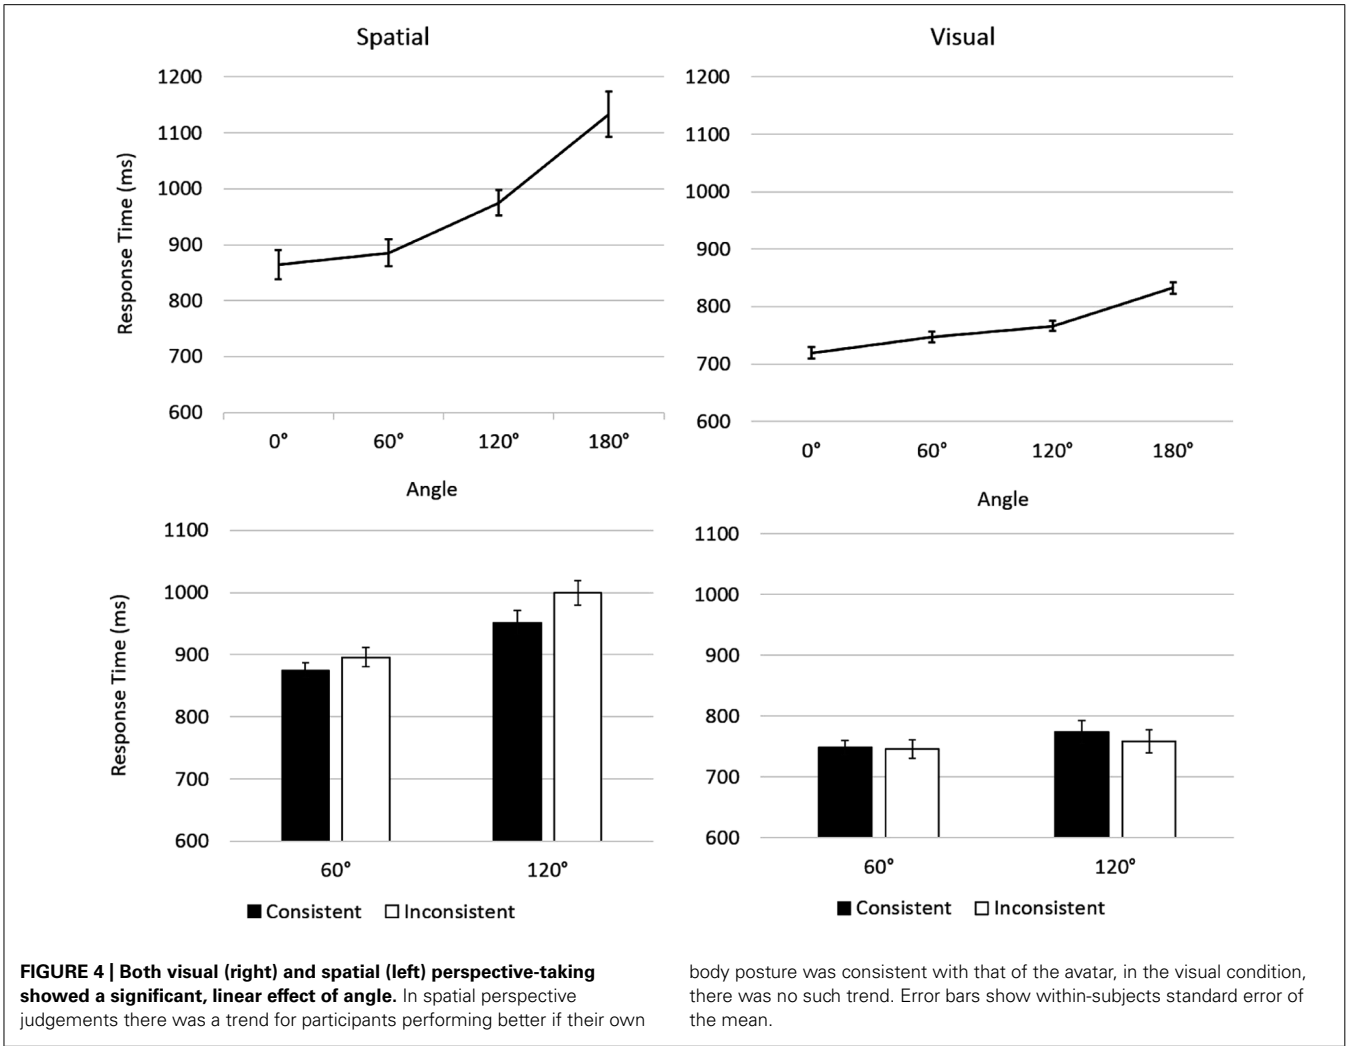 Spatial
1200
1100
1000
900
800
700
600
Response Time (ms)
0° 60° 120° 180°
Angle
Visual
1200
1100
1000
900
800
700
600
0° 60° 120° 180°
Angle
1100
1000
900
800
700
600
Response Time (ms)
60° 120°
Consistent Inconsistent
1100
1000
900
800
700
600
60° 120°
Consistent Inconsistent
FIGURE 4 | Both visual (right) and spatial (left) perspective-taking
showed a significant, linear effect of angle. In spatial perspective
judgements there was a trend for participants performing better if their own
body posture was consistent with that of the avatar, in the visual condition,
there was no such trend. Error bars show within-subjects standard error of
the mean.